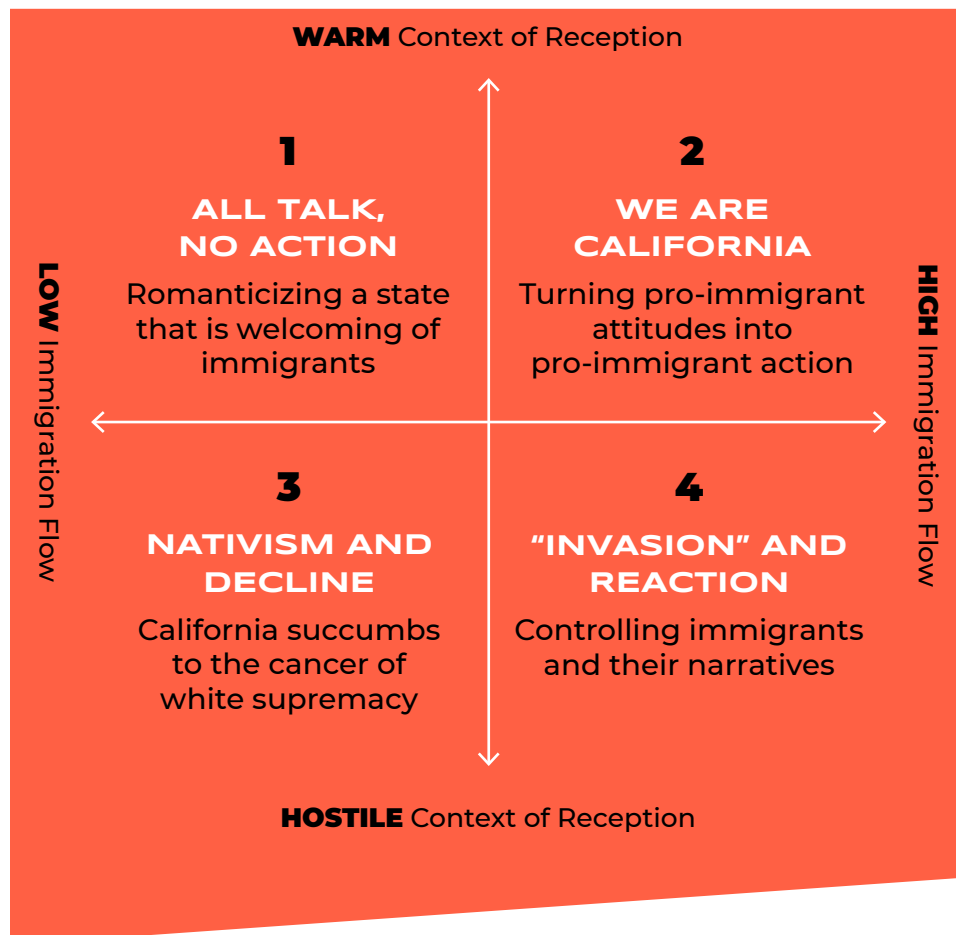 WARM Context of Reception
1
ALL TALK,
NO ACTION
Romanticizing a state
that is welcoming of
immigrants
2
WE ARE
CALIFORNIA
Turning pro-immigrant
attitudes into
pro-immigrant action
LOW Immigration Flow
HIGH Immigration Flow
3
NATIVISM AND
DECLINE
California succumbs
to the cancer of
white supremacy
4
“INVASION” AND
REACTION
Controlling immigrants
and their narratives
HOSTILE Context of Reception